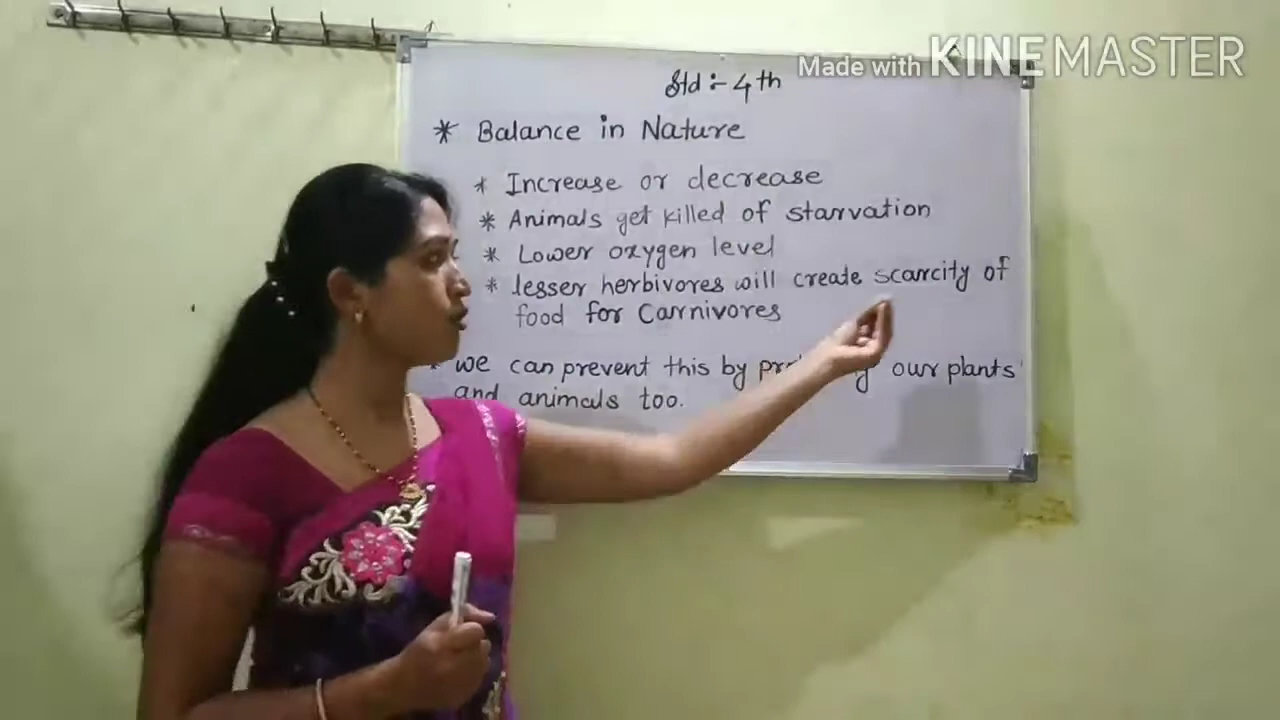 Made with KINEMASTER
Std :- 4th
* Balance in Nature
* Increase or decrease
* Animals get killed of starvation
* Lower oxygen level
* lesser herbivores will create scarcity of
food for Carnivores
* we can prevent this by our plants
and animals too.